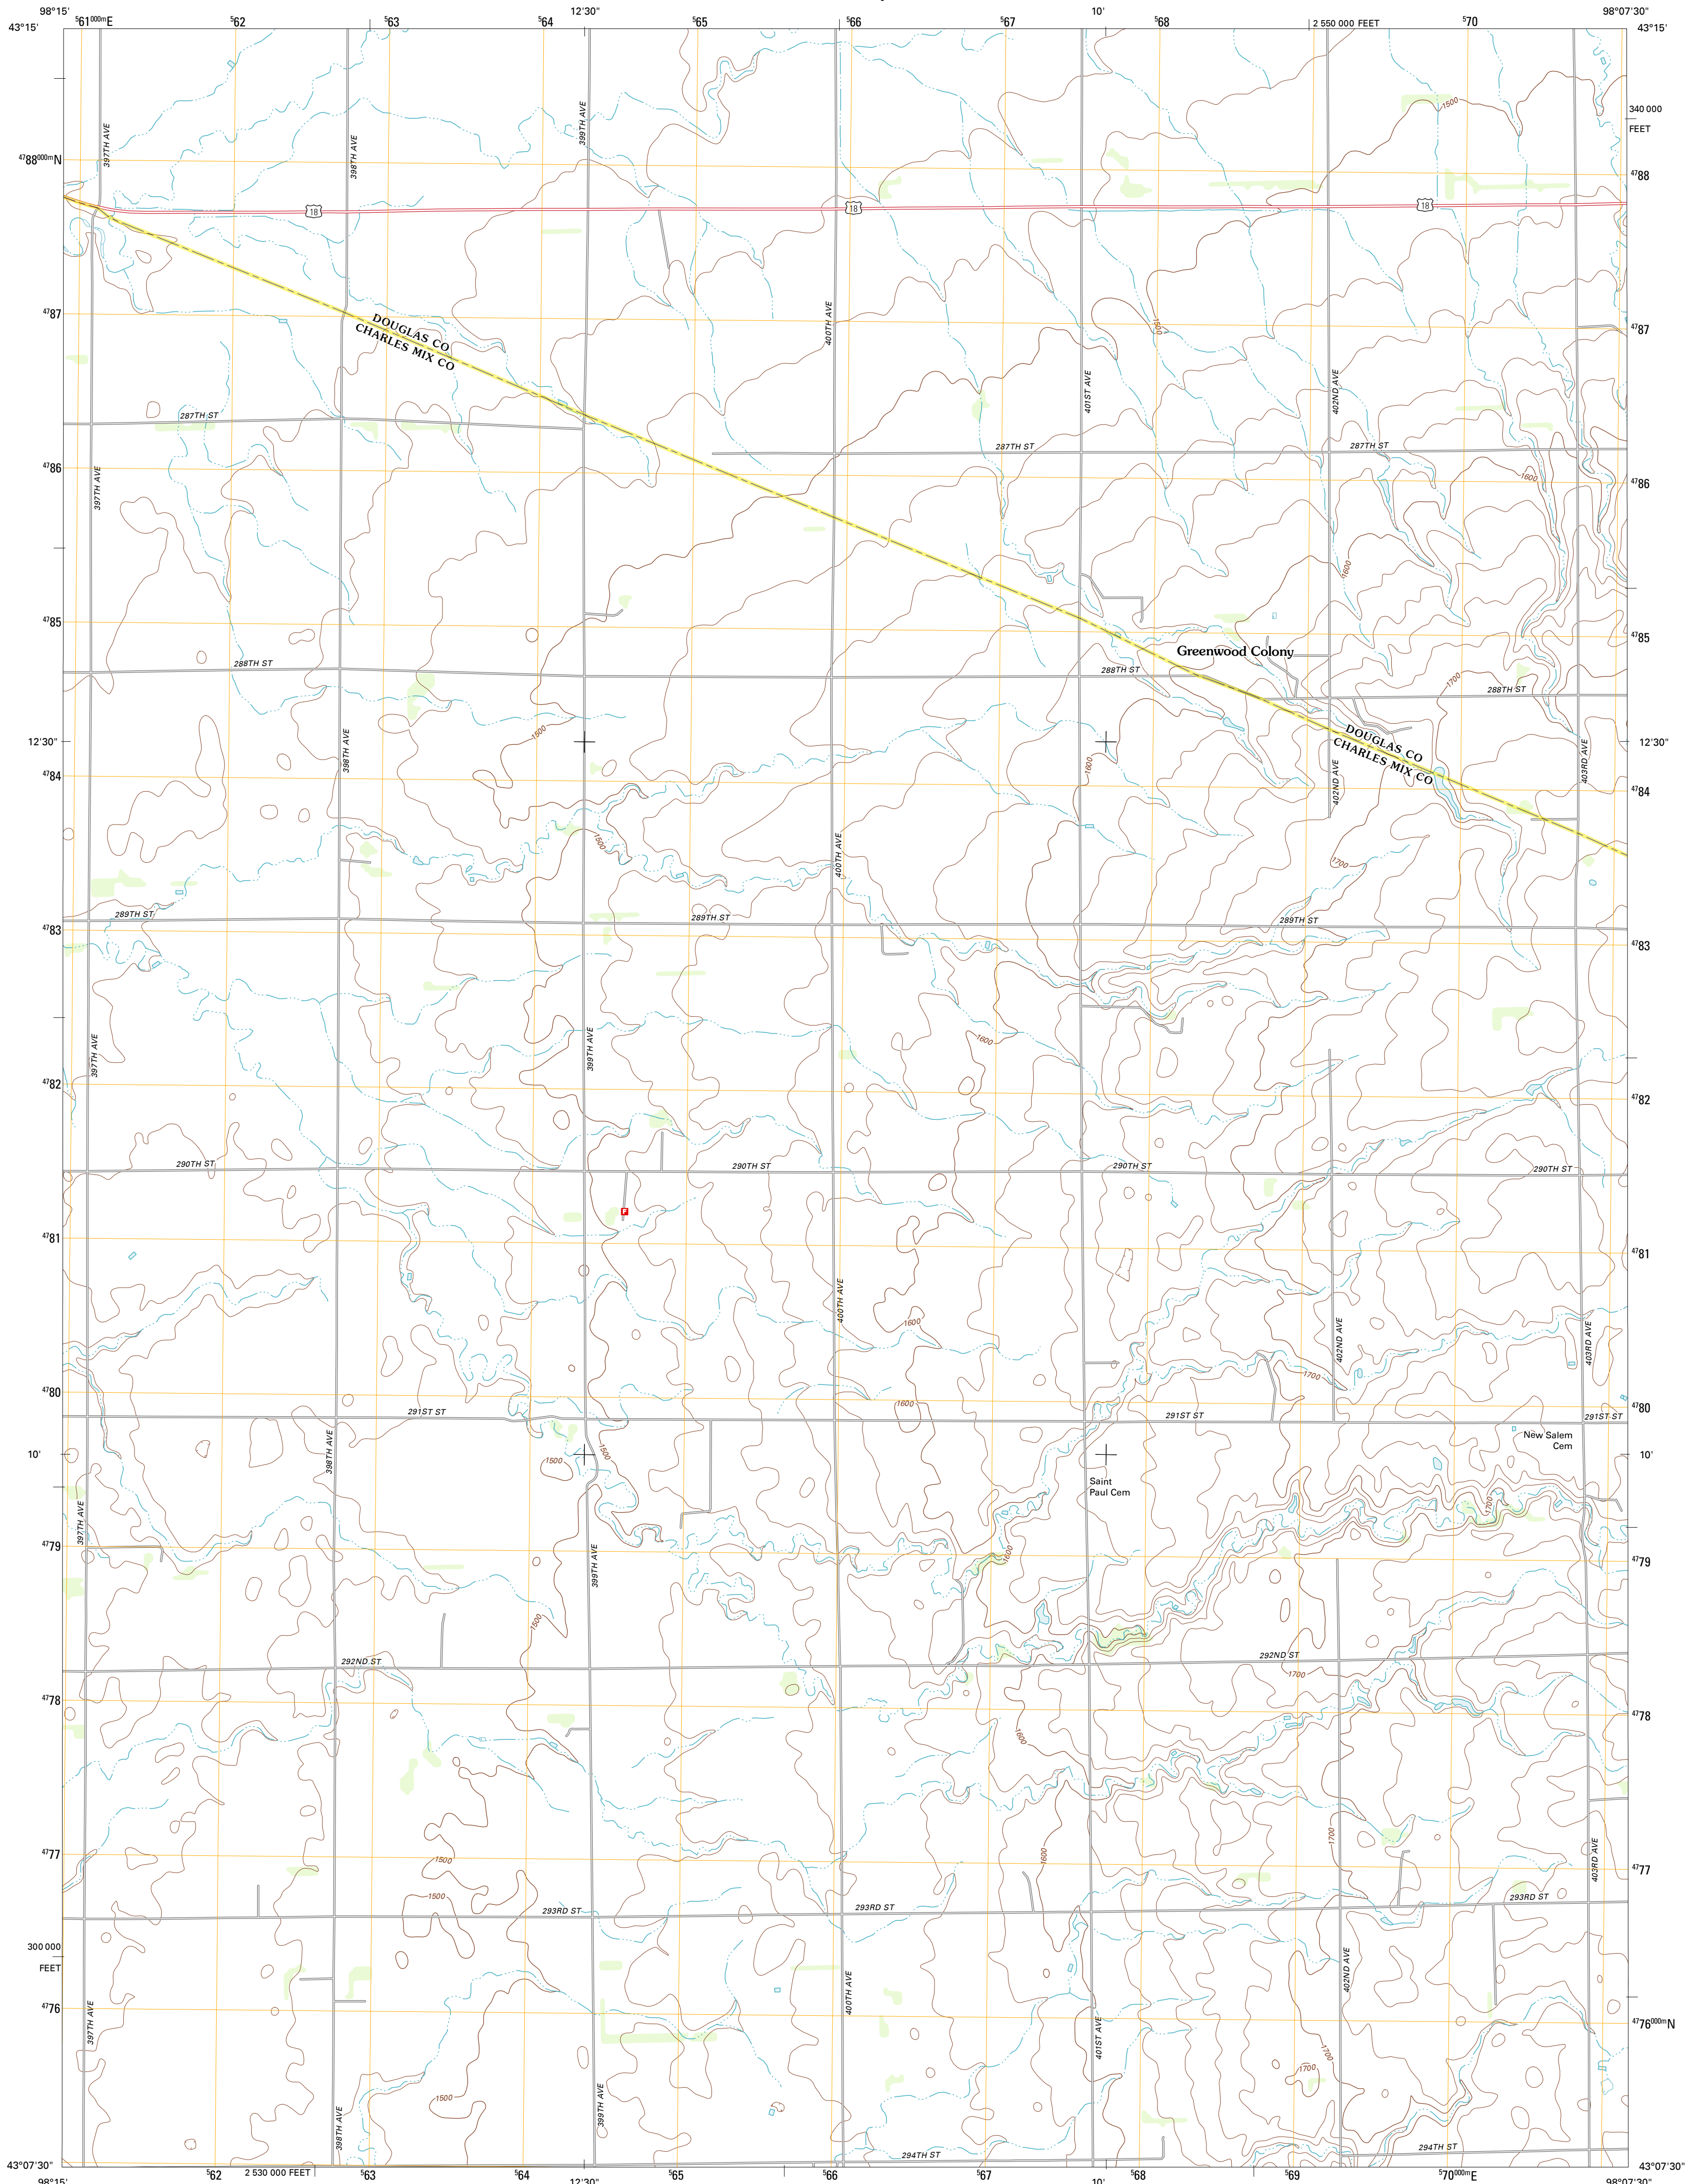 98°15' ⁵61⁰⁰⁰ᵐE ⁵62 ⁵63 ⁵64 12'30" ⁵65 ⁵66 ⁵67 10' ⁵68 2 550 000 FEET ⁵70 98°07'30"
43°15' 43°15'
1500
340 000
FEET
397TH AVE
398TH AVE
399TH AVE
⁴⁷88⁰⁰⁰ᵐN
⁴⁷88
18
18
18
⁴⁷87
⁴⁷87
DOUGLAS CO
CHARLES MIX CO
400TH AVE
1500
401ST AVE
402ND AVE
287TH ST
287TH ST
287TH ST
⁴⁷86
⁴⁷86
397TH AVE
1600
1600
⁴⁷85
⁴⁷85
Greenwood Colony
288TH ST
288TH ST
288TH ST
1700
1500
398TH AVE
12'30"
12'30"
DOUGLAS CO
CHARLES MIX CO
403RD AVE
1600
402ND AVE
⁴⁷84
⁴⁷84
1500
400TH AVE
1700
289TH ST
289TH ST
289TH ST
⁴⁷83
⁴⁷83
397TH AVE
399TH AVE
1600
⁴⁷82
⁴⁷82
290TH ST
290TH ST
290TH ST
290TH ST
F
⁴⁷81
⁴⁷81
400TH AVE
1600
402ND AVE
403RD AVE
1700
⁴⁷80
⁴⁷80
1600
291ST ST
291ST ST
291ST ST
New Salem
Cem
398TH AVE
1500
1500
10'
10'
Saint
Paul Cem
1700
397TH AVE
⁴⁷79
⁴⁷79
399TH AVE
1600
1500
292ND ST
292ND ST
1700
⁴⁷78
⁴⁷78
1600
1700
1600
⁴⁷77
⁴⁷77
1500
403RD AVE
1500
293RD ST
293RD ST
293RD ST
300 000
FEET
402ND AVE
400TH AVE
⁴⁷76
⁴⁷76⁰⁰⁰ᵐN
397TH AVE
401ST AVE
1700
1700
1500
399TH AVE
398TH AVE
294TH ST
294TH ST
43°07'30" 43°07'30"
98°15' ⁵62 2 530 000 FEET ⁵63 ⁵64 12'30" ⁵65 ⁵66 ⁵67 10' ⁵68 ⁵69 ⁵70⁰⁰⁰ᵐE 98°07'30"